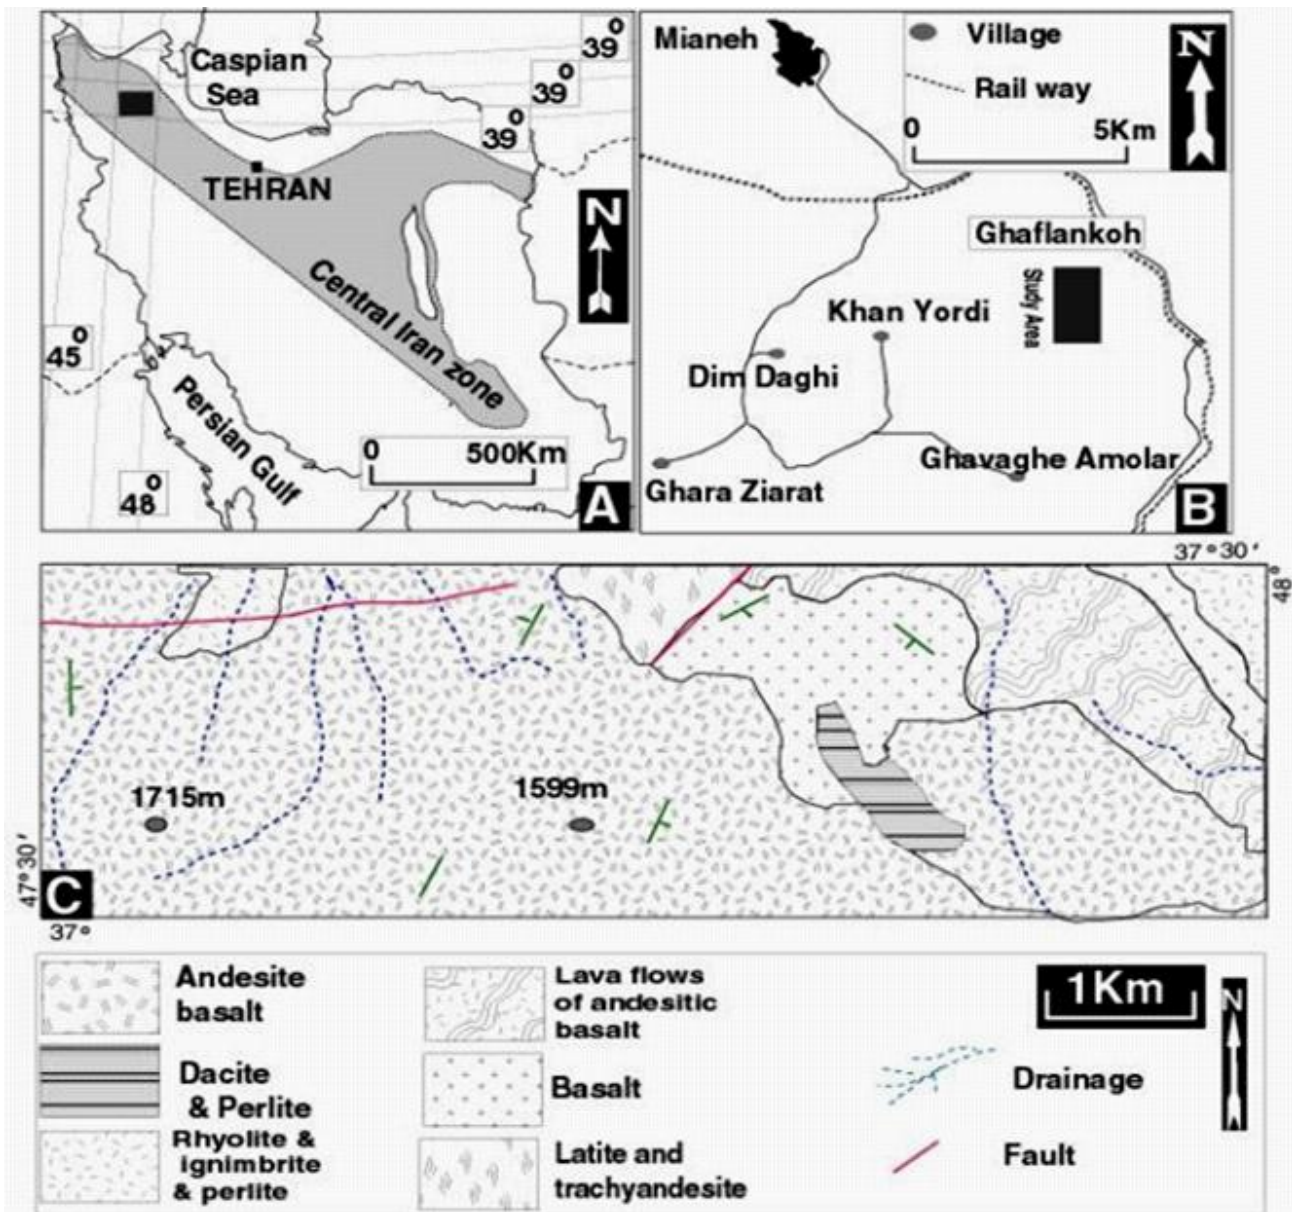 Caspian
Sea
39°
39°
39°
TEHRAN
N
Central Iran zone
45°
Persian Gulf
48°
0 500Km
A
Mianeh
Village
Rail way
0 5Km
N
Ghaflankoh
Study Area
Khan Yordi
Dim Daghi
Ghavaghe Amolar
Ghara Ziarat
B
37°30′
48°
1715m
1599m
47°30′
C
37°
Andesite
basalt
Dacite
& Perlite
Rhyolite &
ignimbrite
& perlite
Lava flows
of andesitic
basalt
Basalt
Latite and
trachyandesite
1Km
N
Drainage
Fault